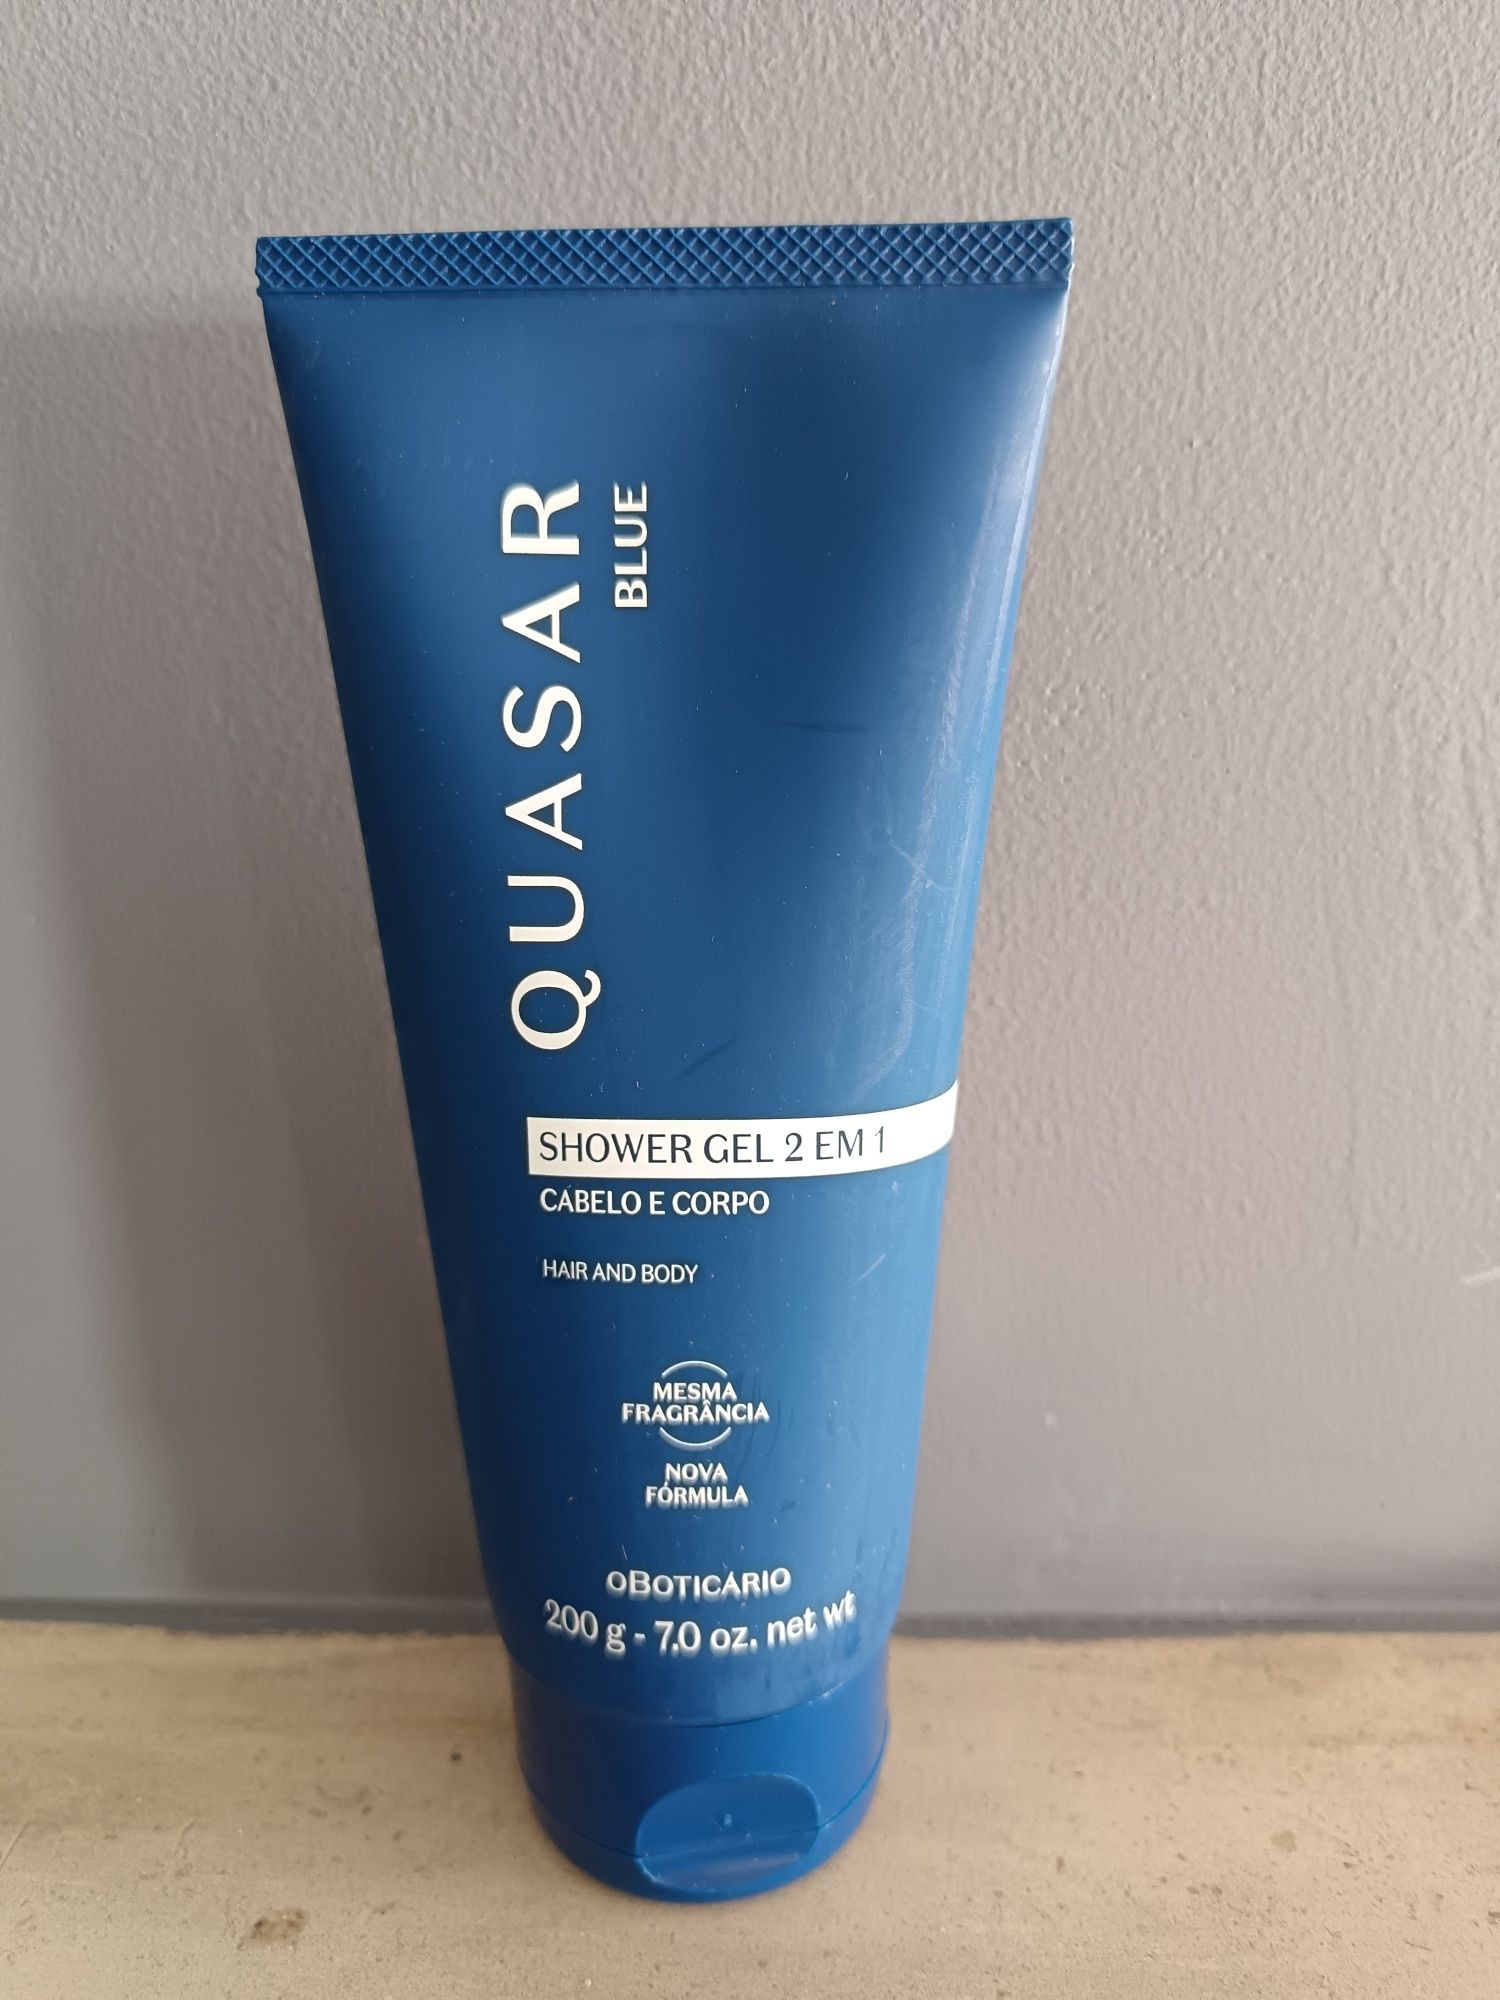 QUASAR
BLUE
SHOWER GEL 2 EM 1
CABELO E CORPO
HAIR AND BODY
MESMA
FRAGRÂNCIA
NOVA
FÓRMULA
oBOTICÁRIO
200 g - 7.0 oz. net wt